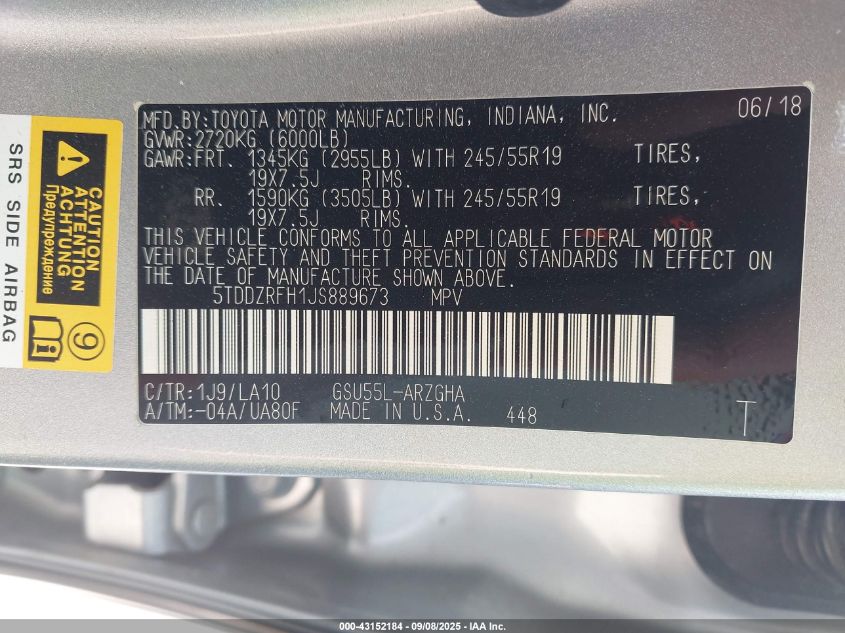 MFD.BY:TOYOTA MOTOR MANUFACTURING, INDIANA, INC. 06/18
GVWR:2720KG (6000LB)
GAWR:FRT. 1345KG (2955LB) WITH 245/55R19 TIRES,
19X7.5J RIMS.
RR. 1590KG (3505LB) WITH 245/55R19 TIRES,
19X7.5J RIMS.
THIS VEHICLE CONFORMS TO ALL APPLICABLE FEDERAL MOTOR
VEHICLE SAFETY AND THEFT PREVENTION STANDARDS IN EFFECT ON
THE DATE OF MANUFACTURE SHOWN ABOVE.
5TDDZRFH1JS889673 MPV
C/TR:1J9/LA10 GSU55L-ARZGHA
A/TM:-04A/UA80F MADE IN U.S.A. 448 T
SRS SIDE AIRBAG
CAUTION
ATTENTION
ACHTUNG
Предупреждение
9
000-43152184 - 09/08/2025 - IAA Inc.